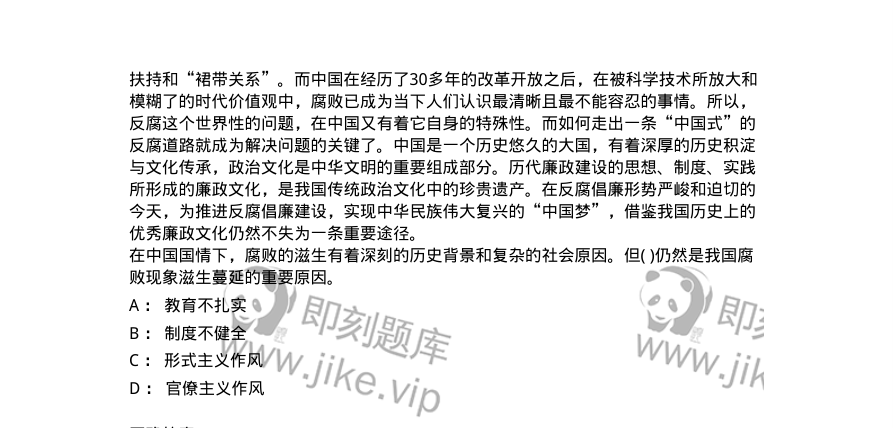 扶持和“裙带关系”。而中国在经历了30多年的改革开放之后，在被科学技术所放大和
模糊了的时代价值观中，腐败已成为当下人们认识最清晰且最不能容忍的事情。所以，
反腐这个世界性的问题，在中国又有着它自身的特殊性。而如何走出一条“中国式”的
反腐道路就成为解决问题的关键了。中国是一个历史悠久的大国，有着深厚的历史积淀
与文化传承，政治文化是中华文明的重要组成部分。历代廉政建设的思想、制度、实践
所形成的廉政文化，是我国传统政治文化中的珍贵遗产。在反腐倡廉形势严峻和迫切的
今天，为推进反腐倡廉建设，实现中华民族伟大复兴的“中国梦”，借鉴我国历史上的
优秀廉政文化仍然不失为一条重要途径。
在中国国情下，腐败的滋生有着深刻的历史背景和复杂的社会原因。但( )仍然是我国腐
败现象滋生蔓延的重要原因。
A： 教育不扎实
B： 制度不健全
C： 形式主义作风
D： 官僚主义作风
即刻题库
www.jike.vip
即刻
www.jik